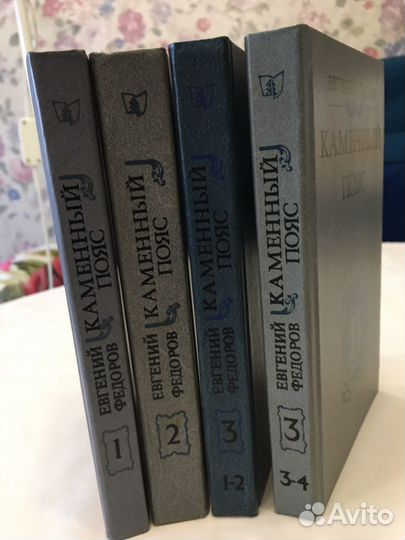 ЕВГЕНИЙ
ФЕДОРОВ
КАМЕННЫЙ
ПОЯС
1
ЕВГЕНИЙ
ФЕДОРОВ
КАМЕННЫЙ
ПОЯС
2
ЕВГЕНИЙ
ФЕДОРОВ
КАМЕННЫЙ
ПОЯС
3
1-2
ЕВГЕНИЙ
ФЕДОРОВ
КАМЕННЫЙ
ПОЯС
3
3-4
КАМЕННЫЙ
ПОЯС
Avito